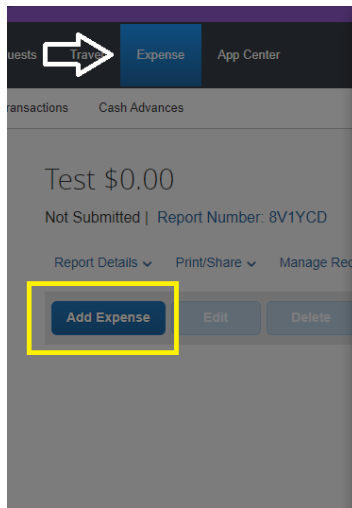 uests Travel Expense App Center
ransactions Cash Advances
Test $0.00
Not Submitted | Report Number: 8V1YCD
Report Details Print/Share Manage Rec
Add Expense Edit Delete